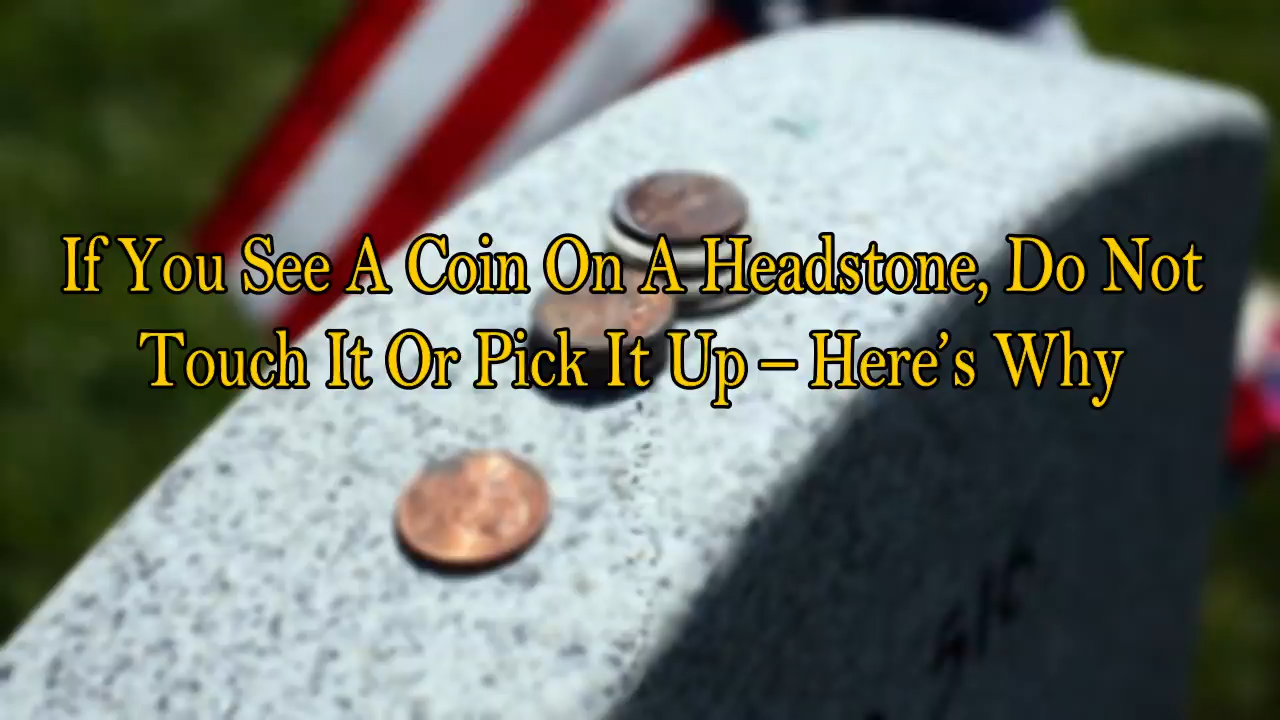 If You See A Coin On A Headstone, Do Not
Touch It Or Pick It Up – Here’s Why